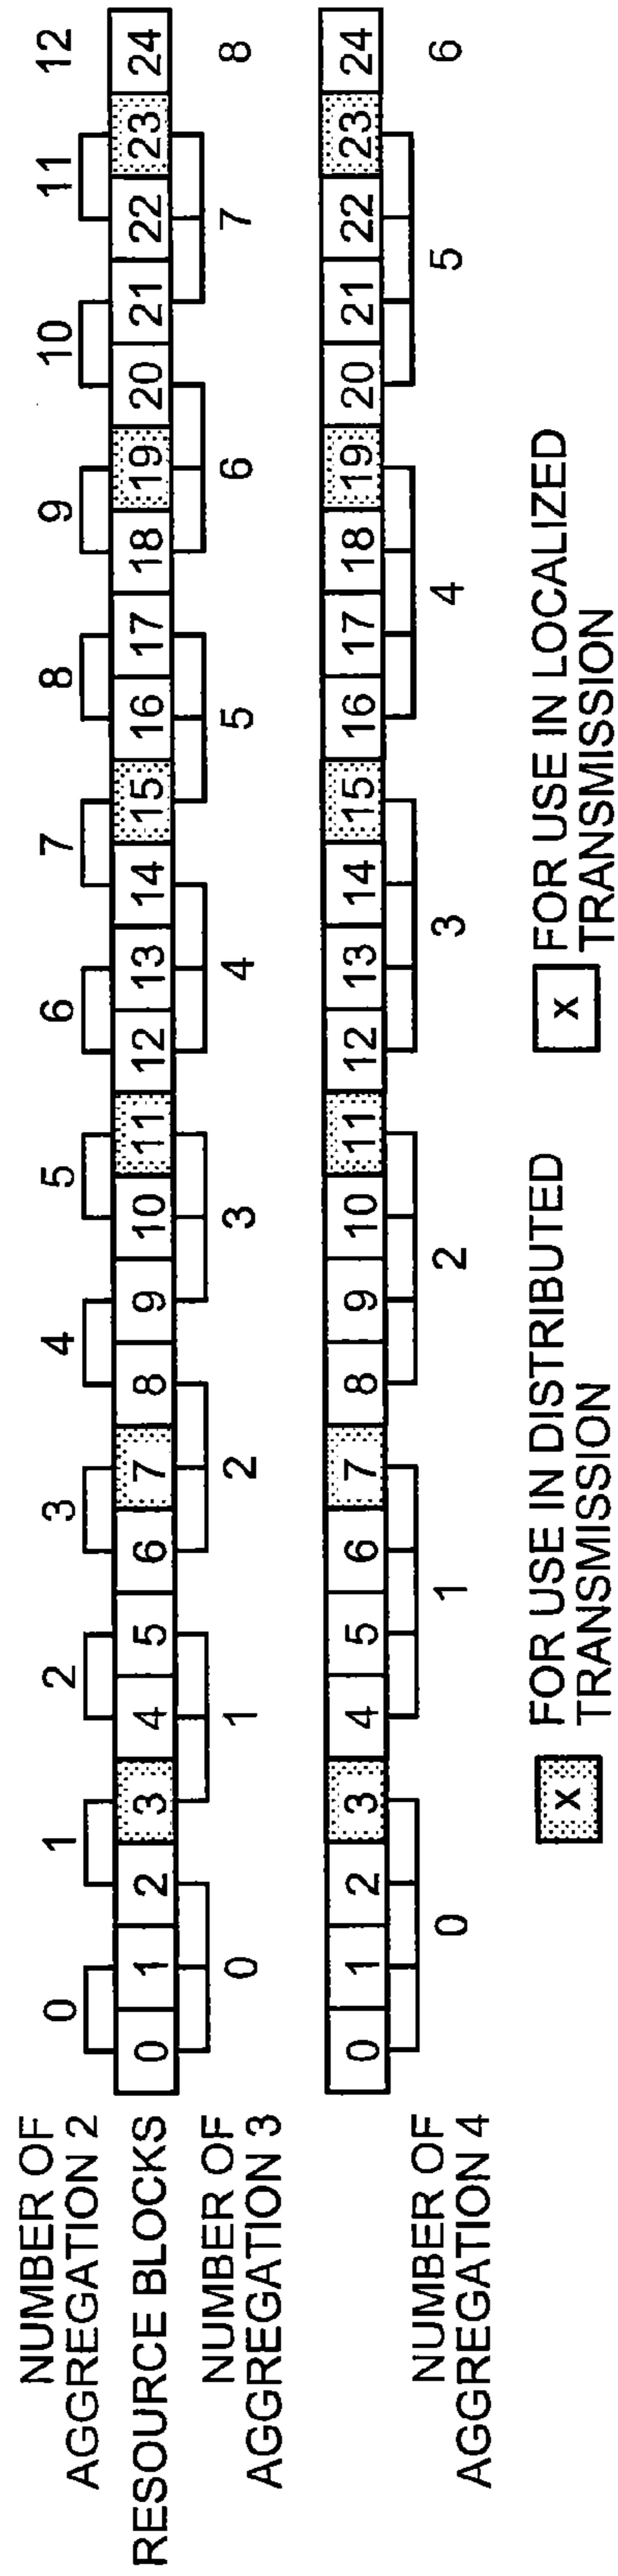 NUMBER OF
AGGREGATION 2
0 1 2 3 4 5 6 7 8 9 10 11 12
RESOURCE BLOCKS
0 1 2 3 4 5 6 7 8 9 10 11 12 13 14 15 16 17 18 19 20 21 22 23 24
NUMBER OF
AGGREGATION 3
0 1 2 3 4 5 6 7 8
0 1 2 3 4 5 6 7 8 9 10 11 12 13 14 15 16 17 18 19 20 21 22 23 24
NUMBER OF
AGGREGATION 4
0 1 2 3 4 5 6
x FOR USE IN DISTRIBUTED
TRANSMISSION
x FOR USE IN LOCALIZED
TRANSMISSION